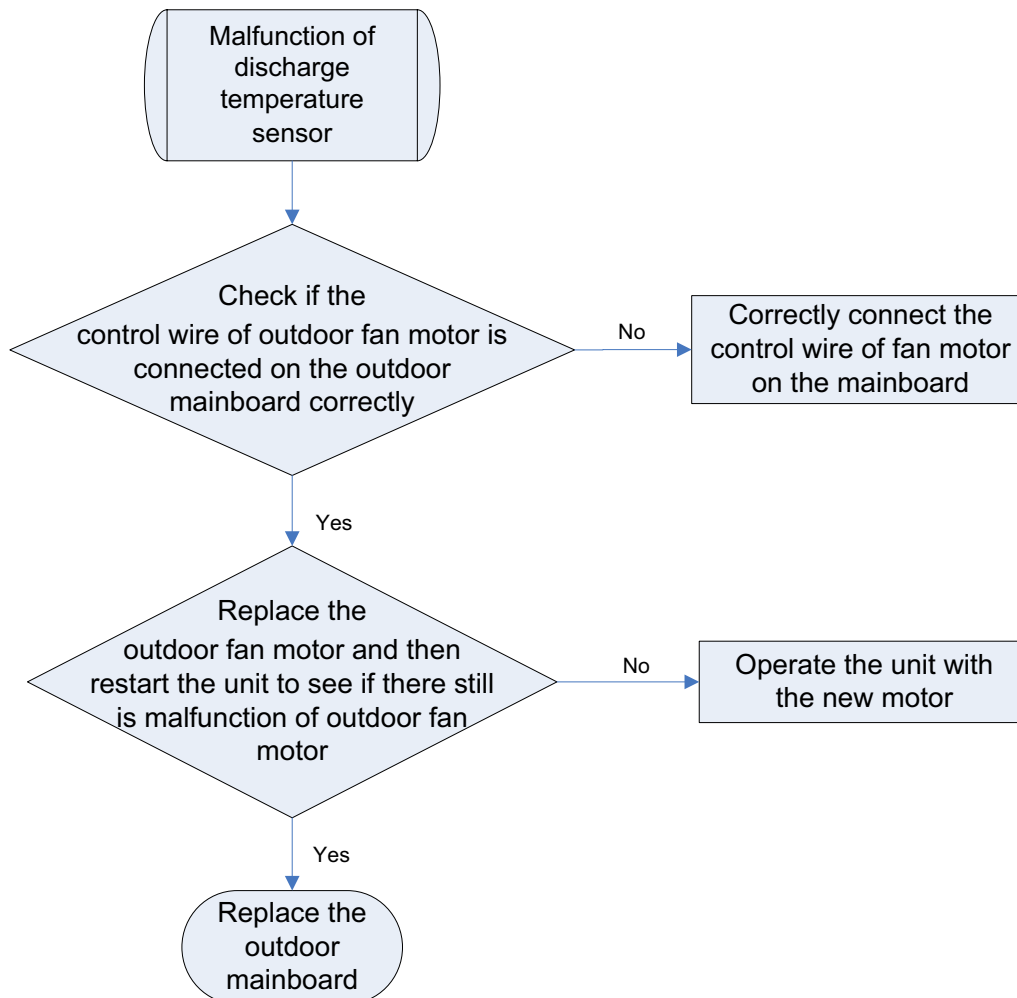 Malfunction of
discharge
temperature
sensor
Check if the
control wire of outdoor fan motor is
connected on the outdoor
mainboard correctly
No
Correctly connect the
control wire of fan motor
on the mainboard
Yes
Replace the
outdoor fan motor and then
restart the unit to see if there still
is malfunction of outdoor fan
motor
No
Operate the unit with
the new motor
Yes
Replace the
outdoor
mainboard